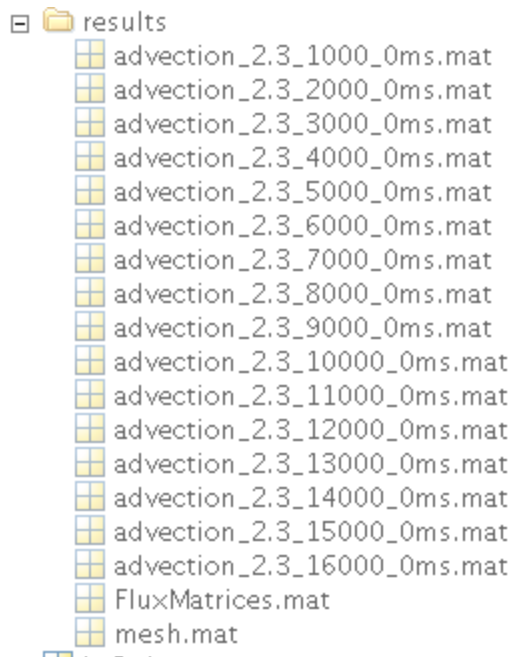 results
advection_2.3_1000_0ms.mat
advection_2.3_2000_0ms.mat
advection_2.3_3000_0ms.mat
advection_2.3_4000_0ms.mat
advection_2.3_5000_0ms.mat
advection_2.3_6000_0ms.mat
advection_2.3_7000_0ms.mat
advection_2.3_8000_0ms.mat
advection_2.3_9000_0ms.mat
advection_2.3_10000_0ms.mat
advection_2.3_11000_0ms.mat
advection_2.3_12000_0ms.mat
advection_2.3_13000_0ms.mat
advection_2.3_14000_0ms.mat
advection_2.3_15000_0ms.mat
advection_2.3_16000_0ms.mat
FluxMatrices.mat
mesh.mat